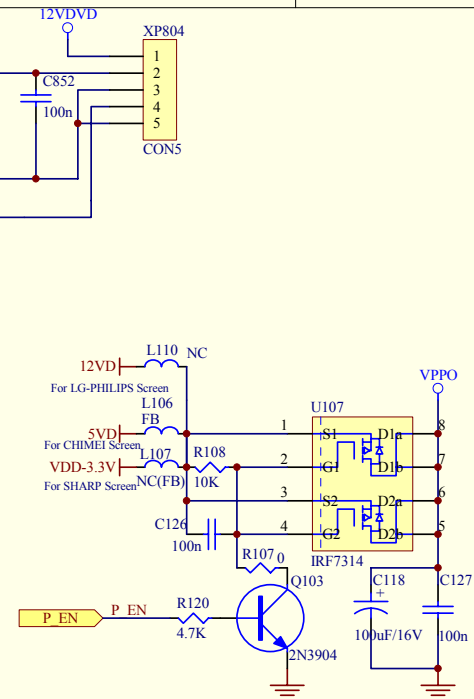 12VDVD
XP804
C852
100n
1
2
3
4
5
CON5
12VD
L110
NC
For LG-PHILIPS Screen
L106
FB
5VD
For CHIMEI Screen
L107
VDD-3.3V
NC(FB)
For SHARP Screen
R108
10K
C126
100n
R107
0
U107
1
S1
D1a
8
2
G1
D1b
7
3
S2
D2a
6
4
G2
D2b
5
IRF7314
VPPO
C118
+
100uF/16V
C127
100n
Q103
2N3904
P_EN
P_EN
R120
4.7K